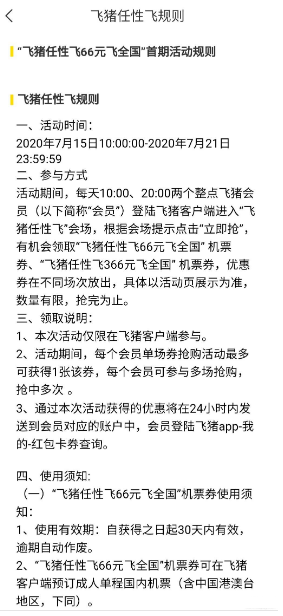 飞猪任性飞规则
“飞猪任性飞66元飞全国”首期活动规则
飞猪任性飞规则
一、活动时间：
2020年7月15日10:00:00-2020年7月21日
23:59:59
二、参与方式
活动期间，每天10:00、20:00两个整点飞猪会
员（以下简称“会员”）登陆飞猪客户端进入“飞
猪任性飞”会场，根据会场提示点击“立即抢”，
有机会领取“飞猪任性飞66元飞全国” 机票
券、“飞猪任性飞366元飞全国” 机票券，优惠
券在不同场次放出，具体以活动页展示为准，
数量有限，抢完为止。
三、领取说明：
1、本次活动仅限在飞猪客户端参与。
2、活动期间，每个会员单场券抢购活动最多
可获得1张该券，每个会员可参与多场抢购，
抢中多次 。
3、通过本次活动获得的优惠将在24小时内发
送到会员对应的账户中，会员登陆飞猪app-我
的-红包卡券查询。
四、使用须知:
（一）“飞猪任性飞66元飞全国”机票券使用须
知：
1、使用有效期：自获得之日起30天内有效，
逾期自动作废。
2、“飞猪任性飞66元飞全国”机票券可在飞猪
客户端预订成人单程国内机票（含中国港澳台
地区，下同）。